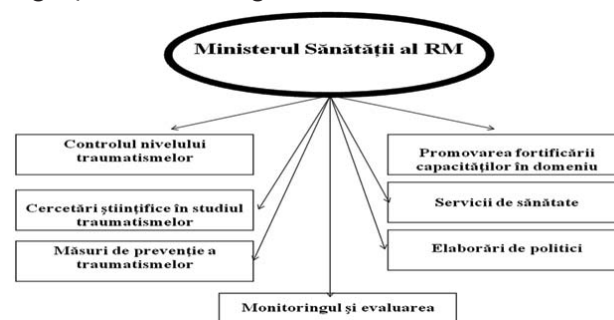 Ministerul Sănătății al RM
Controlul nivelului
traumatismelor
Cercetări științifice în studiul
traumatismelor
Măsuri de prevenție a
traumatismelor
Promovarea fortificării
capacităților în domeniu
Servicii de sănătate
Elaborări de politici
Monitoringul și evaluarea